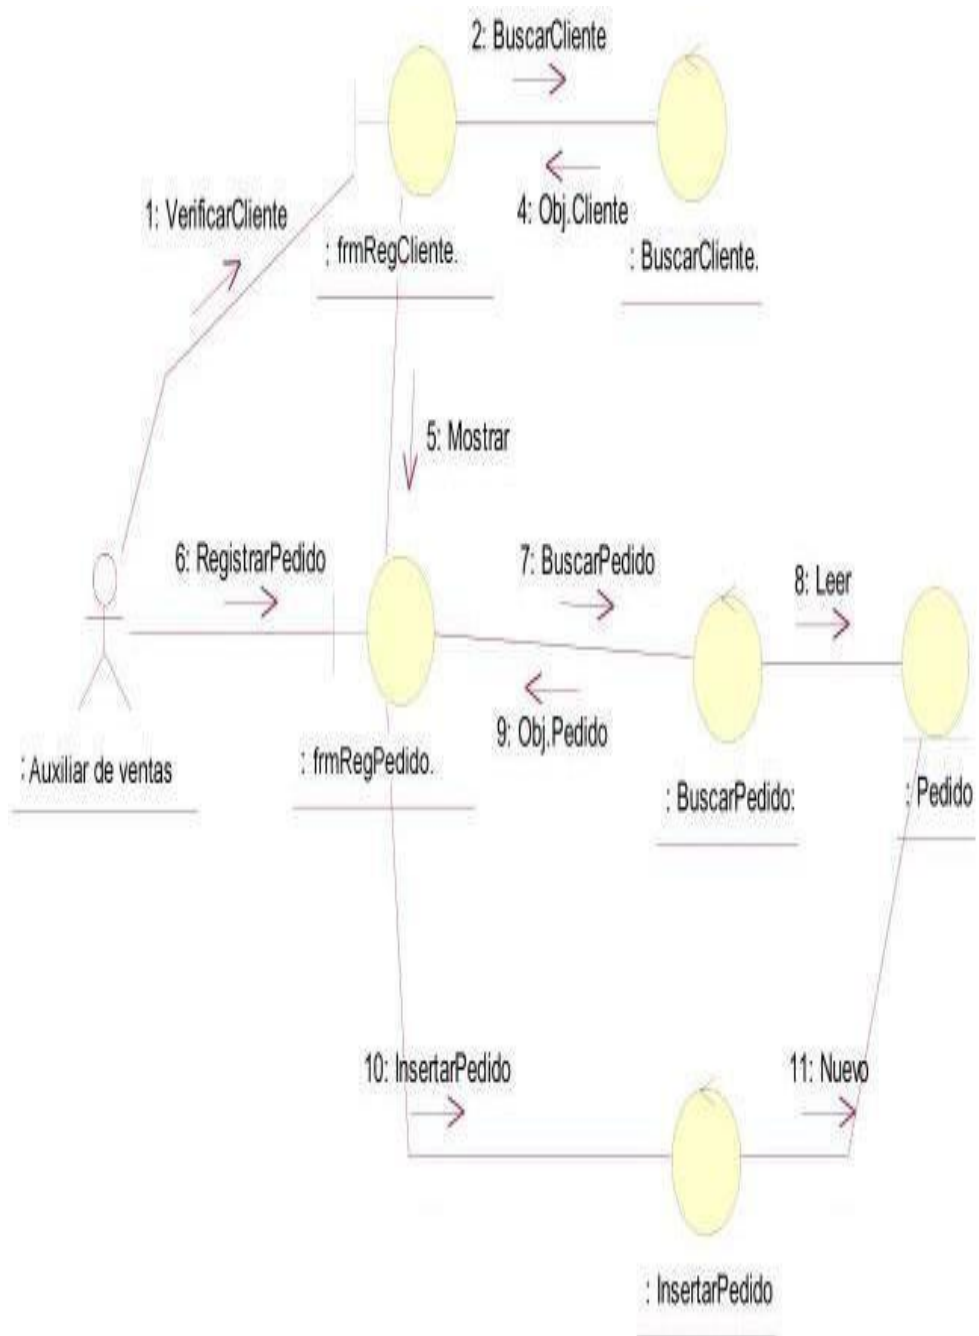 2: BuscarCliente
1: VerificarCliente
4: Obj.Cliente
: frmRegCliente.
: BuscarCliente.
5: Mostrar
6: RegistrarPedido
7: BuscarPedido
8: Leer
9: Obj.Pedido
: Auxiliar de ventas
: frmRegPedido.
: BuscarPedido:
: Pedido
10: InsertarPedido
11: Nuevo
: InsertarPedido